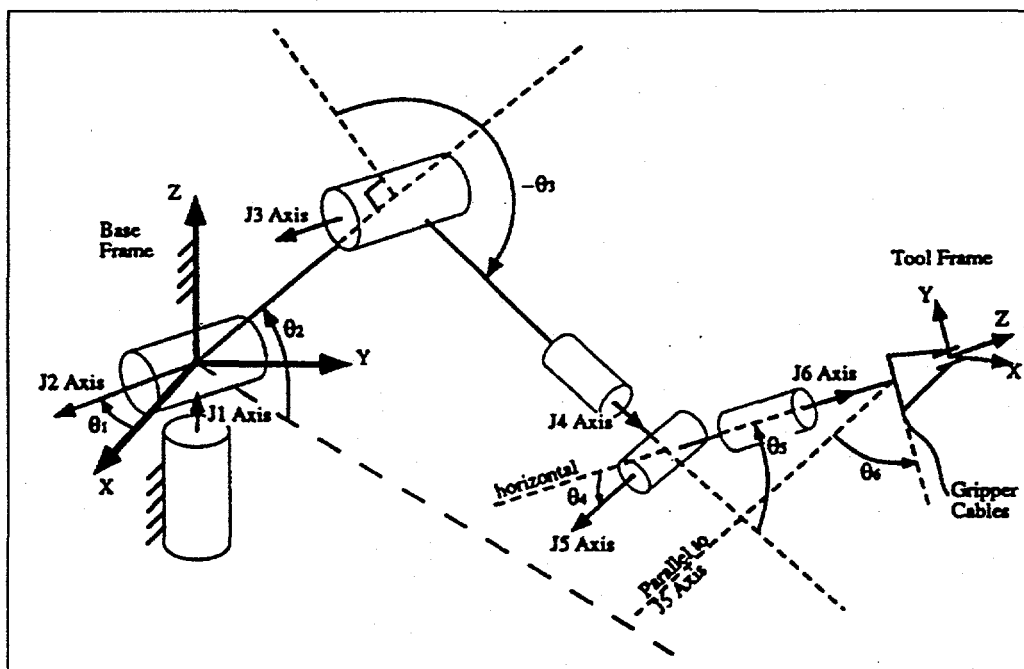 Z
Base
Frame
J3 Axis
−θ3
Tool Frame
Y
Z
X
θ2
Y
J2 Axis
θ1
J1 Axis
X
J6 Axis
J4 Axis
θ5
θ6
horizontal
θ4
J5 Axis
Gripper
Cables
Parallel to
J5 Axis